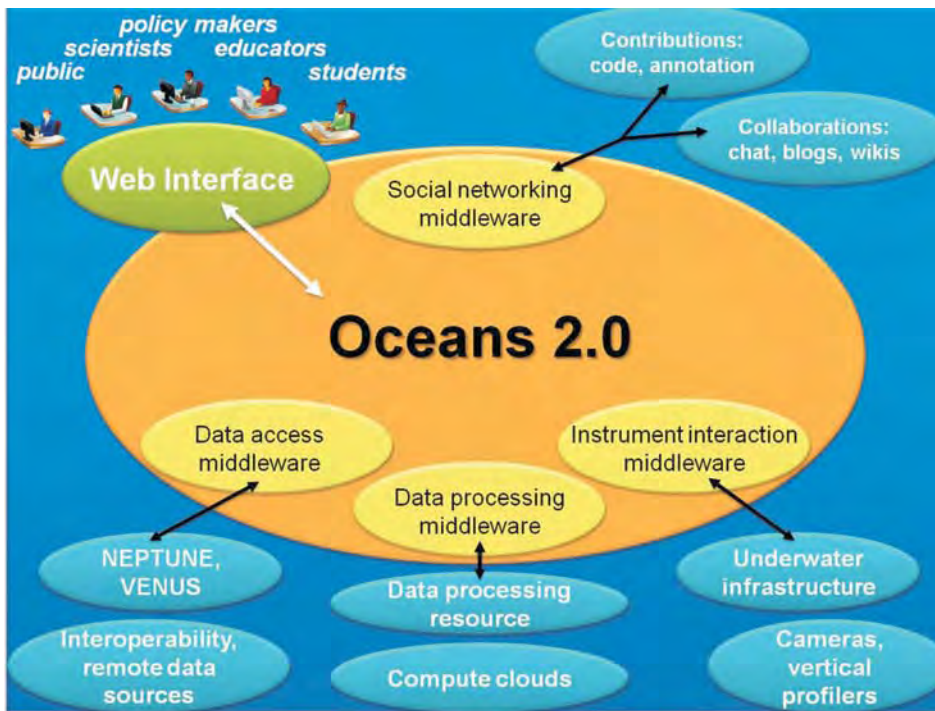 policy makers
scientists
educators
public
students
Contributions:
code, annotation
Collaborations:
chat, blogs, wikis
Web Interface
Social networking
middleware
Oceans 2.0
Data access
middleware
Instrument interaction
middleware
Data processing
middleware
NEPTUNE,
VENUS
Data processing
resource
Underwater
infrastructure
Interoperability,
remote data
sources
Compute clouds
Cameras,
vertical
profilers